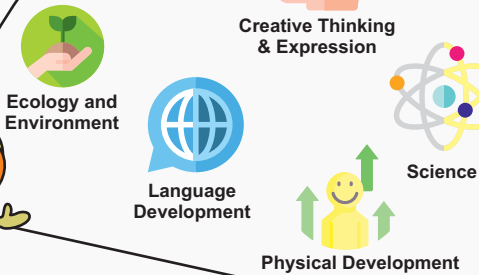 Creative Thinking
& Expression
Ecology and
Environment
Language
Development
Science
Physical Development